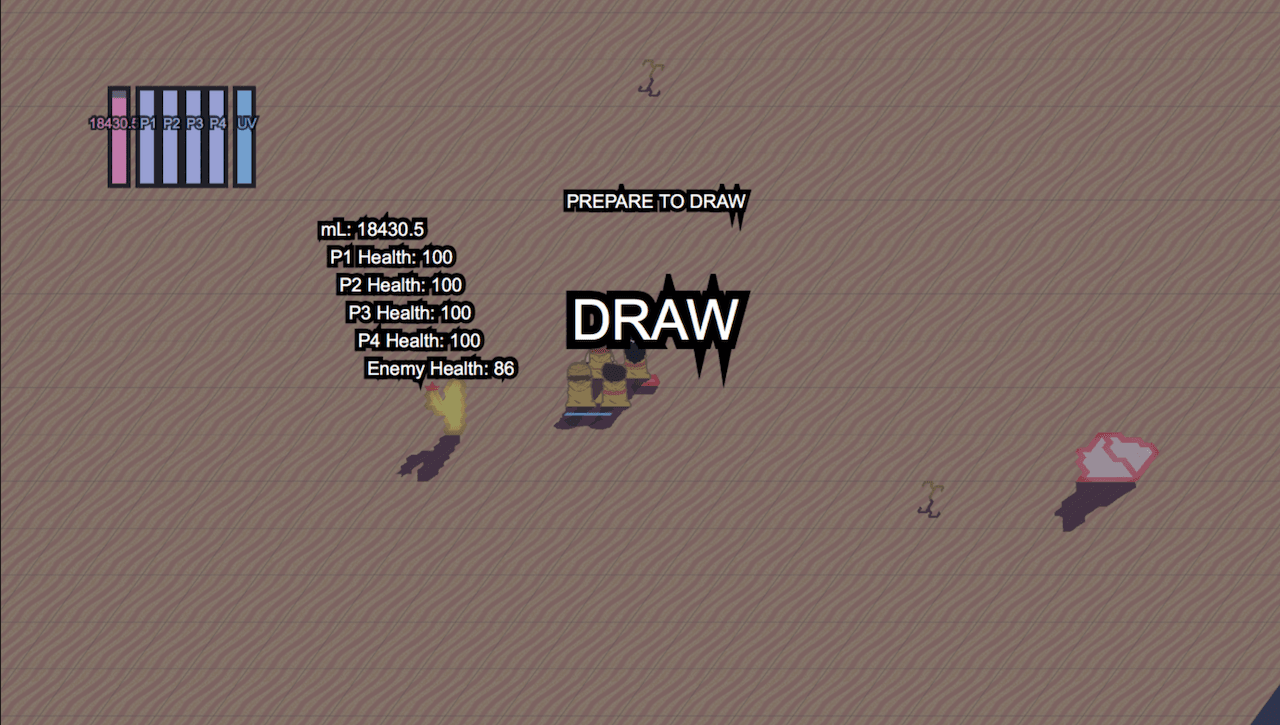 18430.5 P1 P2 P3 P4 UV
PREPARE TO DRAW
mL: 18430.5
P1 Health: 100
P2 Health: 100
P3 Health: 100
P4 Health: 100
Enemy Health: 86
DRAW